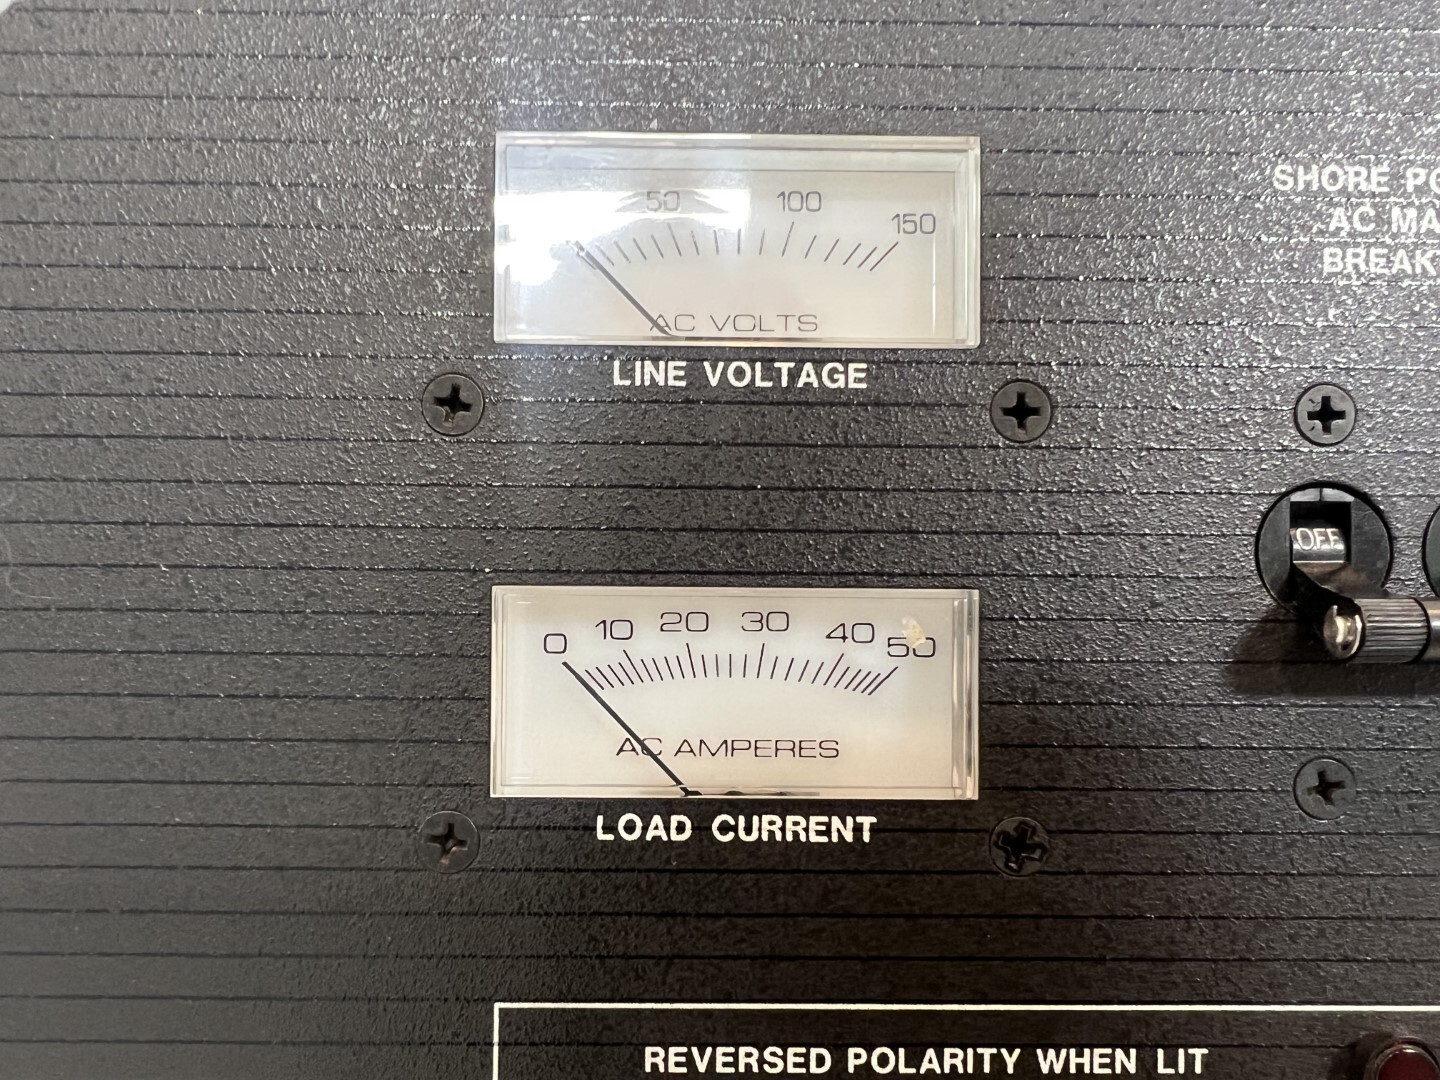 50 100 150
AC VOLTS
LINE VOLTAGE
SHORE PO
AC MA
BREAK
OFF
0 10 20 30 40 50
AC AMPERES
LOAD CURRENT
REVERSED POLARITY WHEN LIT